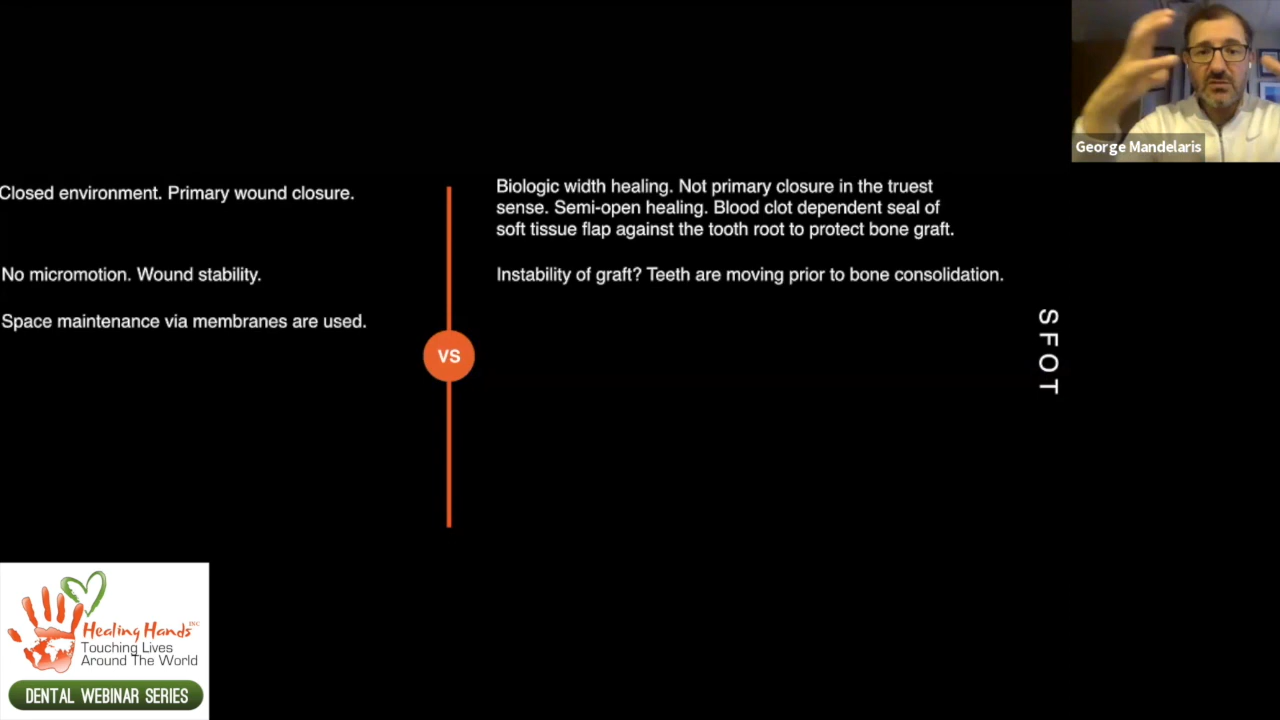 George Mandelaris
Closed environment. Primary wound closure.
No micromotion. Wound stability.
Space maintenance via membranes are used.
VS
Biologic width healing. Not primary closure in the truest
sense. Semi-open healing. Blood clot dependent seal of
soft tissue flap against the tooth root to protect bone graft.
Instability of graft? Teeth are moving prior to bone consolidation.
SFOT
Healing Hands INC
Touching Lives
Around The World
DENTAL WEBINAR SERIES